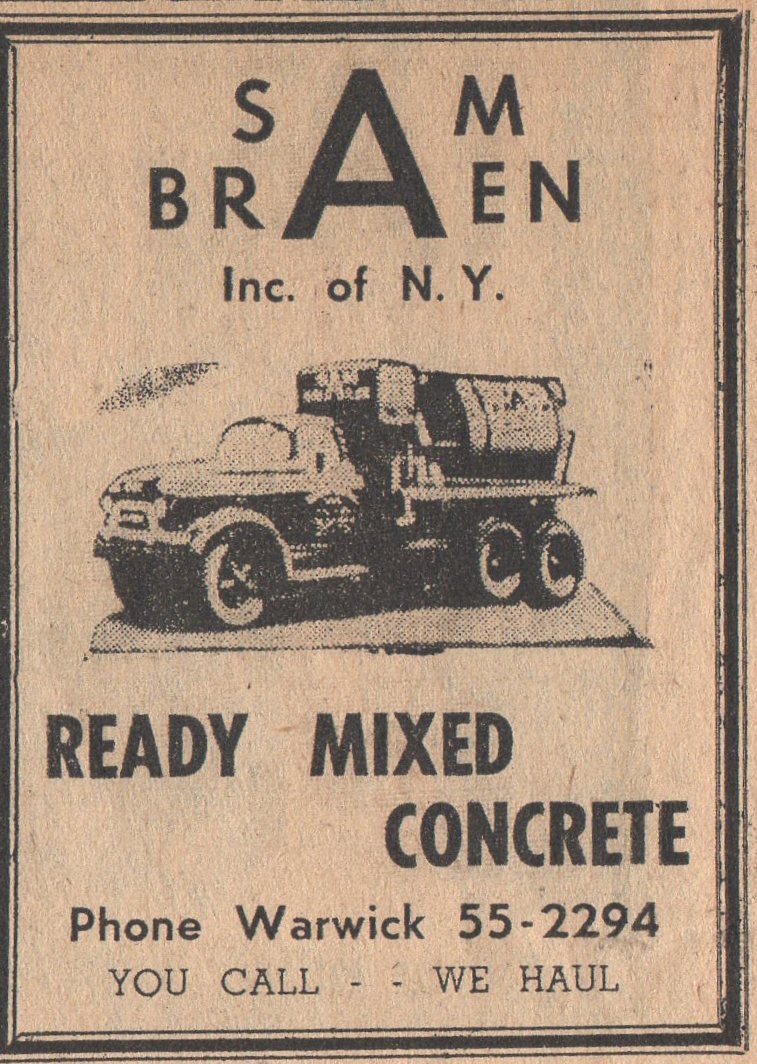 SAM
BRAEN
Inc. of N. Y.
READY MIXED
CONCRETE
Phone Warwick 55-2294
YOU CALL - - WE HAUL